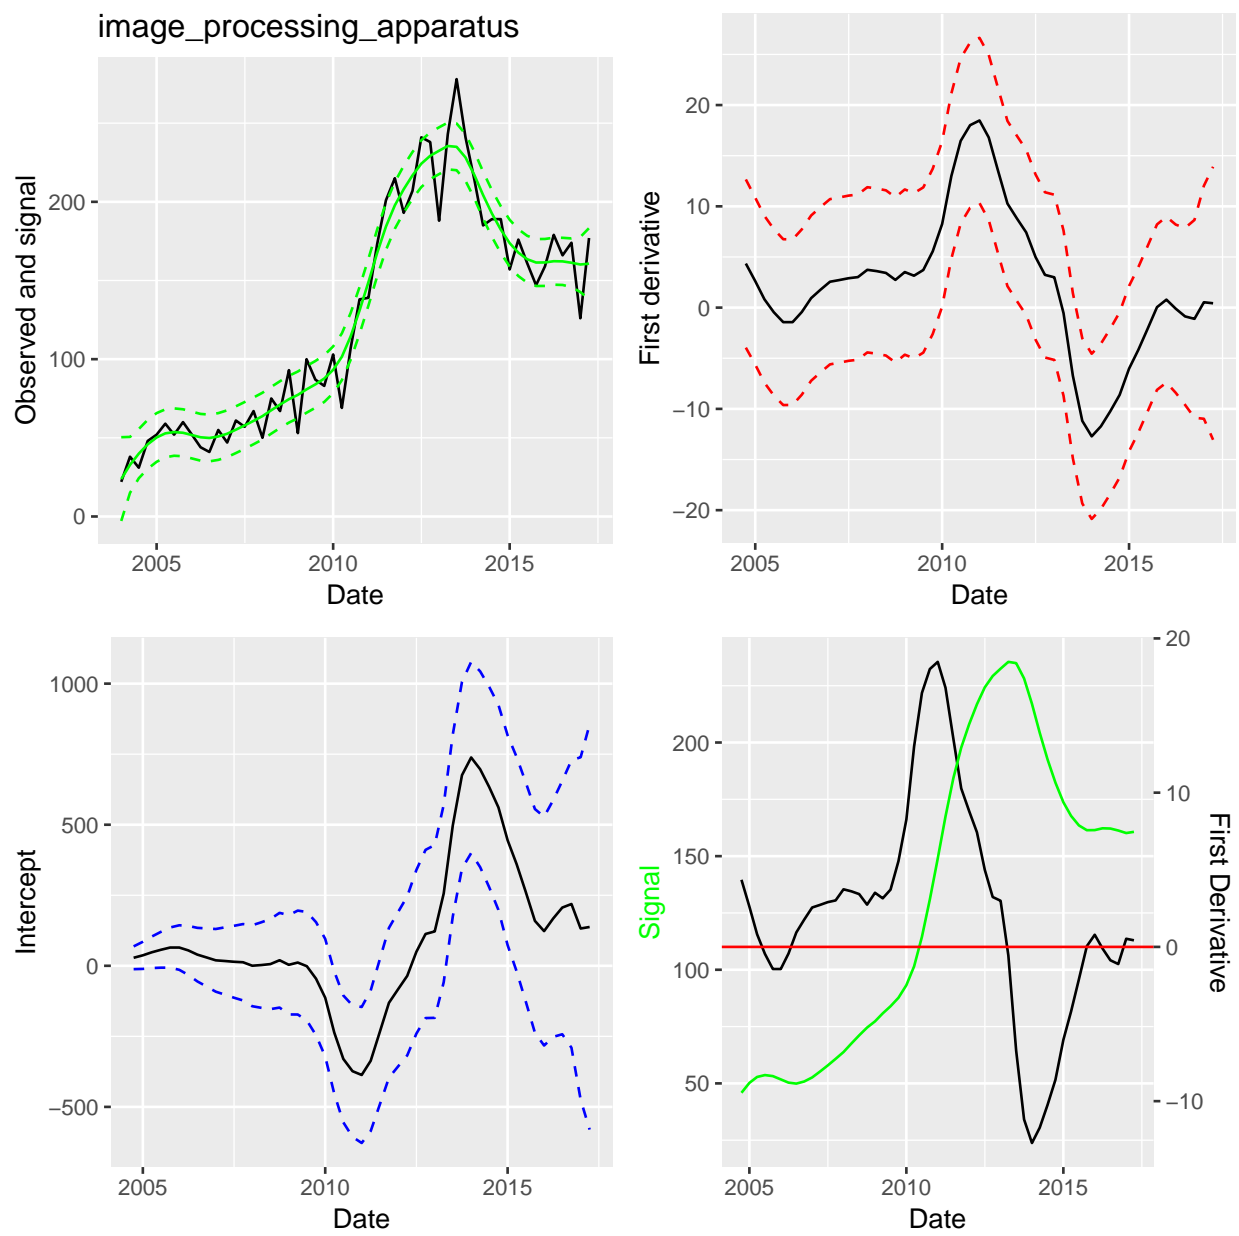 image_processing_apparatus
Observed and signal
200
100
0
2005 2010 2015
Date
First derivative
20
10
0
−10
−20
2005 2010 2015
Date
Intercept
1000
500
0
−500
2005 2010 2015
Date
Signal
200
150
100
50
20
10
0
−10
First Derivative
2005 2010 2015
Date